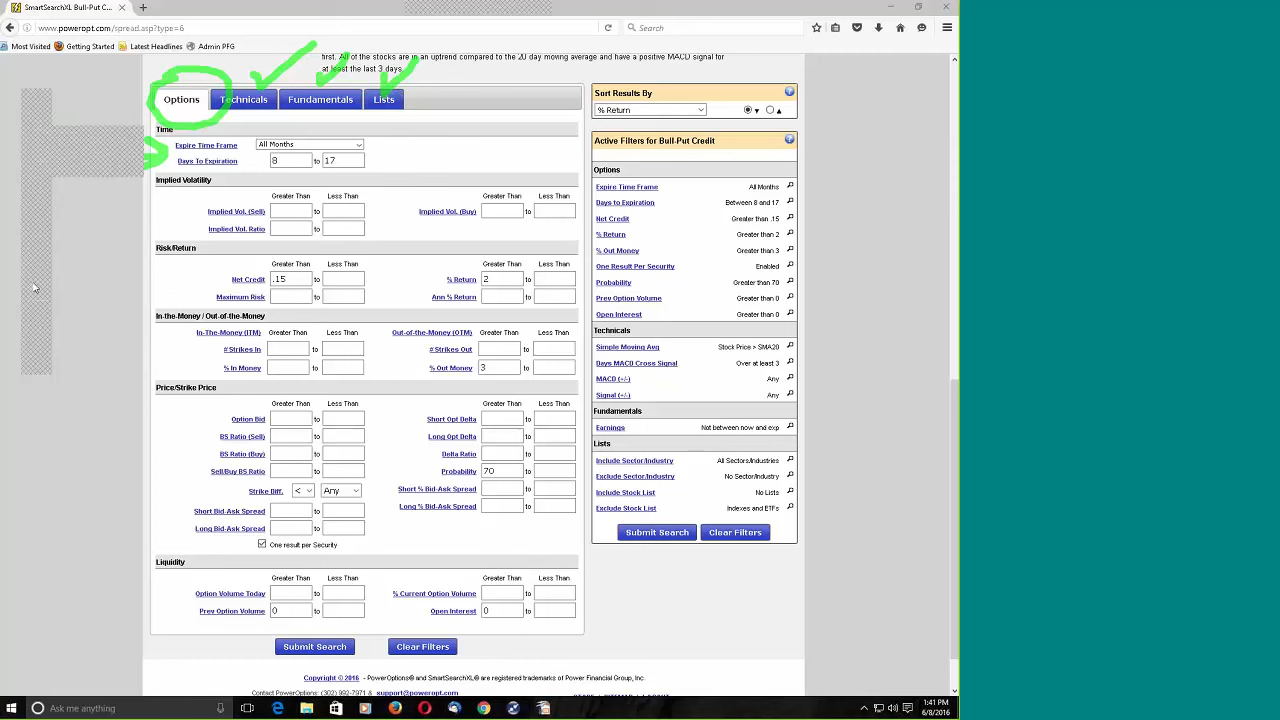 SmartSearchXL Bull-Put C...
www.poweropt.com/spread.asp?type=6
Search
Most Visited
Getting Started
Latest Headlines
Admin PFG
first. All of the stocks are in an uptrend compared to the 20 day moving average and have a positive MACD signal for
at least the last 3 days.
Options
Technicals
Fundamentals
Lists
Time
Expire Time Frame
All Months
Days To Expiration
8
to
17
Implied Volatility
Greater Than
Less Than
Greater Than
Less Than
Implied Vol. (Sell)
to
Implied Vol. (Buy)
to
Implied Vol. Ratio
to
Risk/Return
Greater Than
Less Than
Greater Than
Less Than
Net Credit
.15
to
% Return
2
to
Maximum Risk
to
Ann % Return
to
In-the-Money / Out-of-the-Money
In-The-Money (ITM)
Greater Than
Less Than
Out-of-the-Money (OTM)
Greater Than
Less Than
# Strikes In
to
# Strikes Out
to
% In Money
to
% Out Money
3
to
Price/Strike Price
Greater Than
Less Than
Greater Than
Less Than
Option Bid
to
Short Opt Delta
to
BS Ratio (Sell)
to
Long Opt Delta
to
BS Ratio (Buy)
to
Delta Ratio
to
Sell/Buy BS Ratio
to
Probability
70
to
Strike Diff.
<
Any
Short % Bid-Ask Spread
to
Short Bid-Ask Spread
to
Long % Bid-Ask Spread
to
Long Bid-Ask Spread
to
One result per Security
Liquidity
Greater Than
Less Than
Greater Than
Less Than
Option Volume Today
to
% Current Option Volume
to
Prev Option Volume
0
to
Open Interest
0
to
Submit Search
Clear Filters
Sort Results By
?
% Return
Active Filters for Bull-Put Credit
?
Options
Expire Time Frame
All Months
Days to Expiration
Between 8 and 17
Net Credit
Greater than .15
% Return
Greater than 2
% Out Money
Greater than 3
One Result Per Security
Enabled
Probability
Greater than 70
Prev Option Volume
Greater than 0
Open Interest
Greater than 0
Technicals
Simple Moving Avg
Stock Price > SMA20
Days MACD Cross Signal
Over at least 3
MACD (+/-)
Any
Signal (+/-)
Any
Fundamentals
Earnings
Not between now and exp
Lists
Include Sector/Industry
All Sectors/Industries
Exclude Sector/Industry
No Sector/Industry
Include Stock List
No Lists
Exclude Stock List
Indexes and ETFs
Submit Search
Clear Filters
Copyright © 2016 - PowerOptions® and SmartSearchXL® are registered trademarks of Power Financial Group, Inc.
Contact PowerOptions: (302) 992-7971 & support@poweropt.com
Ask me anything
1:41 PM
6/8/2016